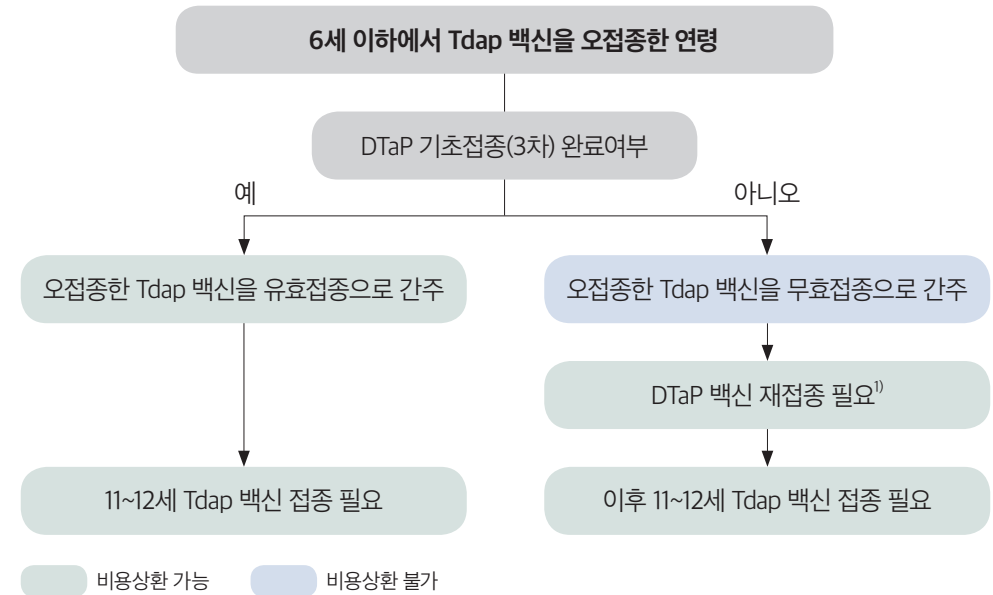 6세 이하에서 Tdap 백신을 오접종한 연령
DTaP 기초접종(3차) 완료여부
예
아니오
오접종한 Tdap 백신을 유효접종으로 간주
오접종한 Tdap 백신을 무효접종으로 간주
DTaP 백신 재접종 필요1)
11~12세 Tdap 백신 접종 필요
이후 11~12세 Tdap 백신 접종 필요
비용상환 가능
비용상환 불가